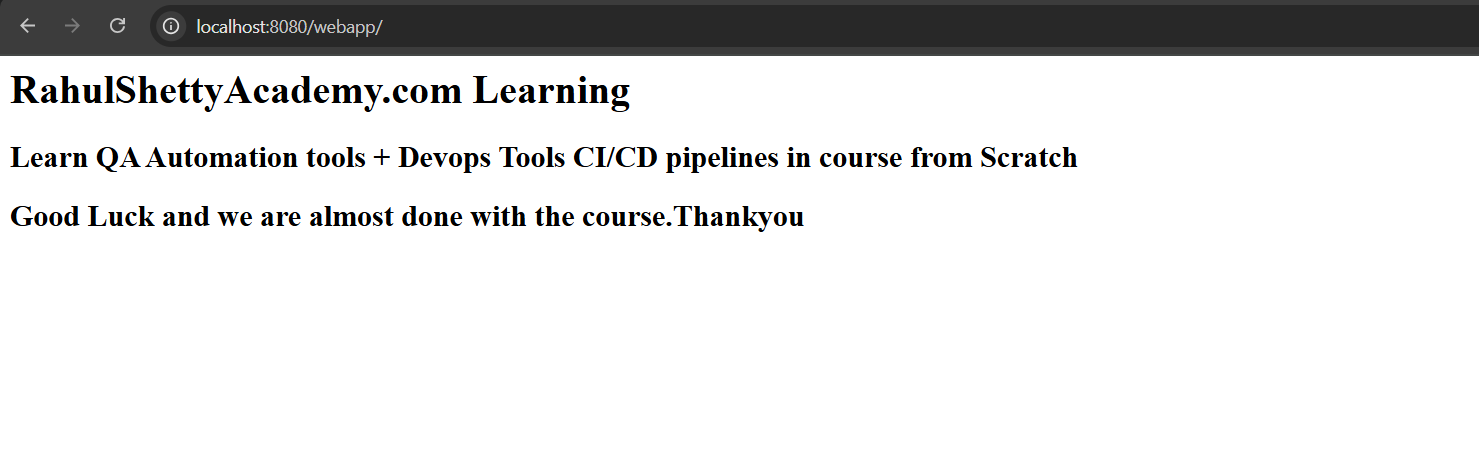 localhost:8080/webapp/
RahulShettyAcademy.com Learning
Learn QA Automation tools + Devops Tools CI/CD pipelines in course from Scratch
Good Luck and we are almost done with the course.Thankyou